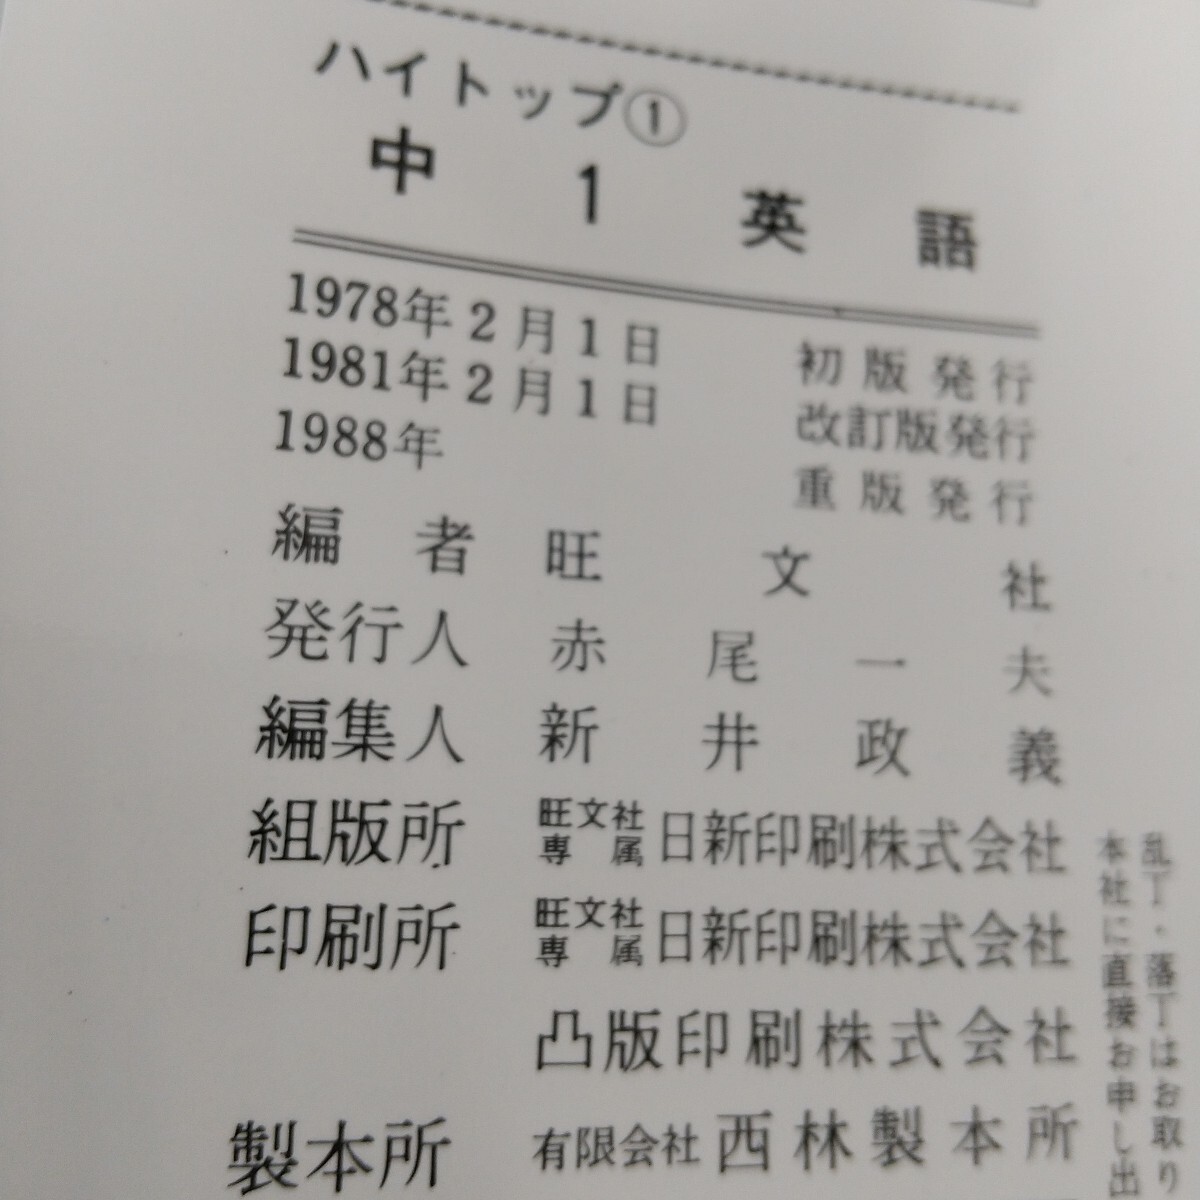 ハイトップ①
中1英語
1978年2月1日 初版発行
1981年2月1日 改訂版発行
1988年 重版発行
編者 旺文社
発行人 赤尾一夫
編集人 新井政義
組版所 旺文社専属 日新印刷株式会社
印刷所 旺文社専属 日新印刷株式会社
凸版印刷株式会社
製本所 有限会社 西林製本所
乱丁・落丁はお取り
本社に直接お申し出